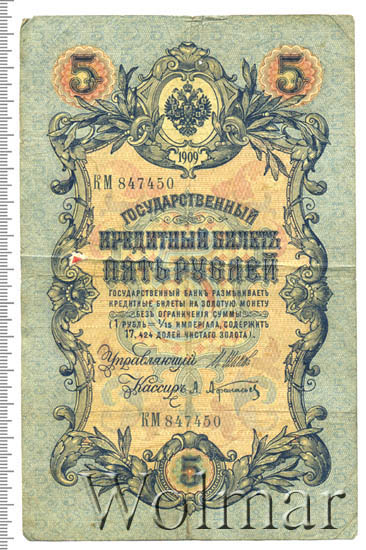 5 5
1909
КМ 847450
ГОСУДАРСТВЕННЫЙ
КРЕДИТНЫЙ БИЛЕТЪ
ПЯТЬ РУБЛЕЙ
ГОСУДАРСТВЕННЫЙ БАНКЪ РАЗМѢНИВАЕТЪ
КРЕДИТНЫЕ БИЛЕТЫ НА ЗОЛОТУЮ МОНЕТУ
БЕЗЪ ОГРАНИЧЕНІЯ СУММЫ
(1 РУБЛЬ = 1/15 ИМПЕРІАЛА, СОДЕРЖИТЪ
17,424 ДОЛЕЙ ЧИСТАГО ЗОЛОТА).
Управляющій
Кассиръ А. Афанасьев
КМ 847450
5
Wolmar